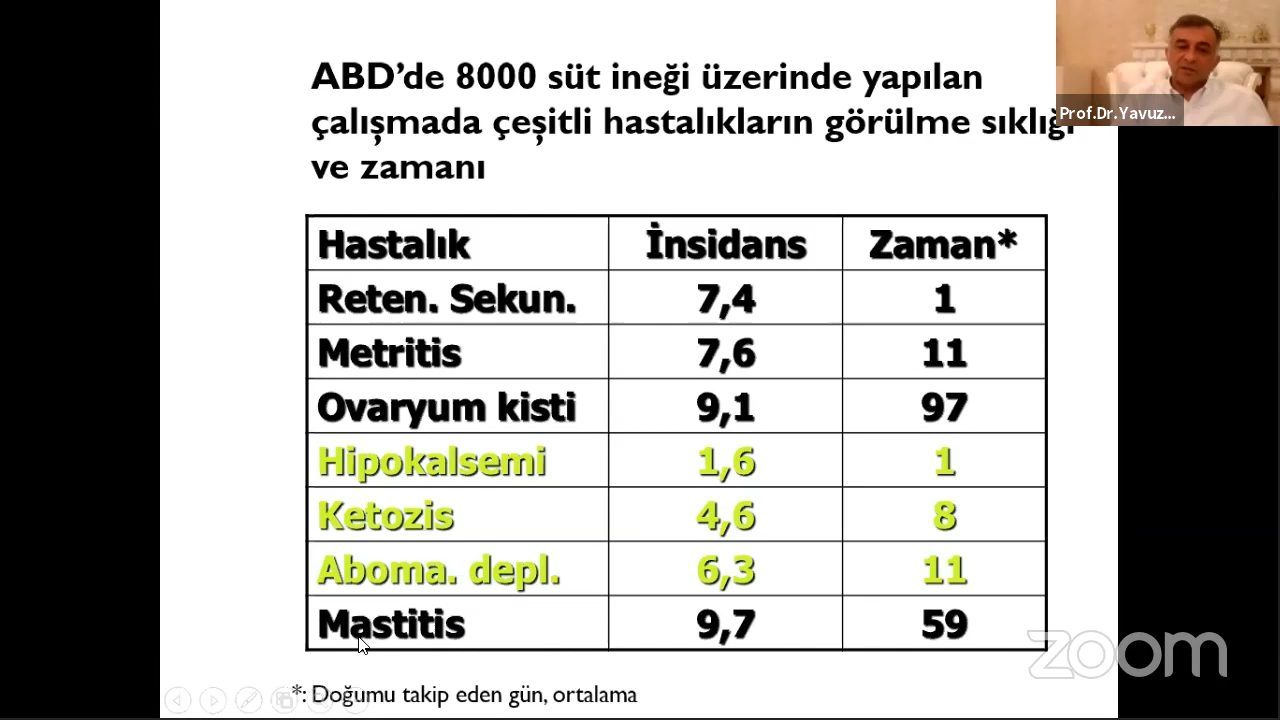 ABD’de 8000 süt ineği üzerinde yapılan
çalışmada çeşitli hastalıkların görülme sıklığı
ve zamanı
Prof.Dr.Yavuz...
Hastalık İnsidans Zaman*
Reten. Sekun. 7,4 1
Metritis 7,6 11
Ovaryum kisti 9,1 97
Hipokalsemi 1,6 1
Ketozis 4,6 8
Aboma. depl. 6,3 11
Mastitis 9,7 59
*: Doğumu takip eden gün, ortalama
zoom